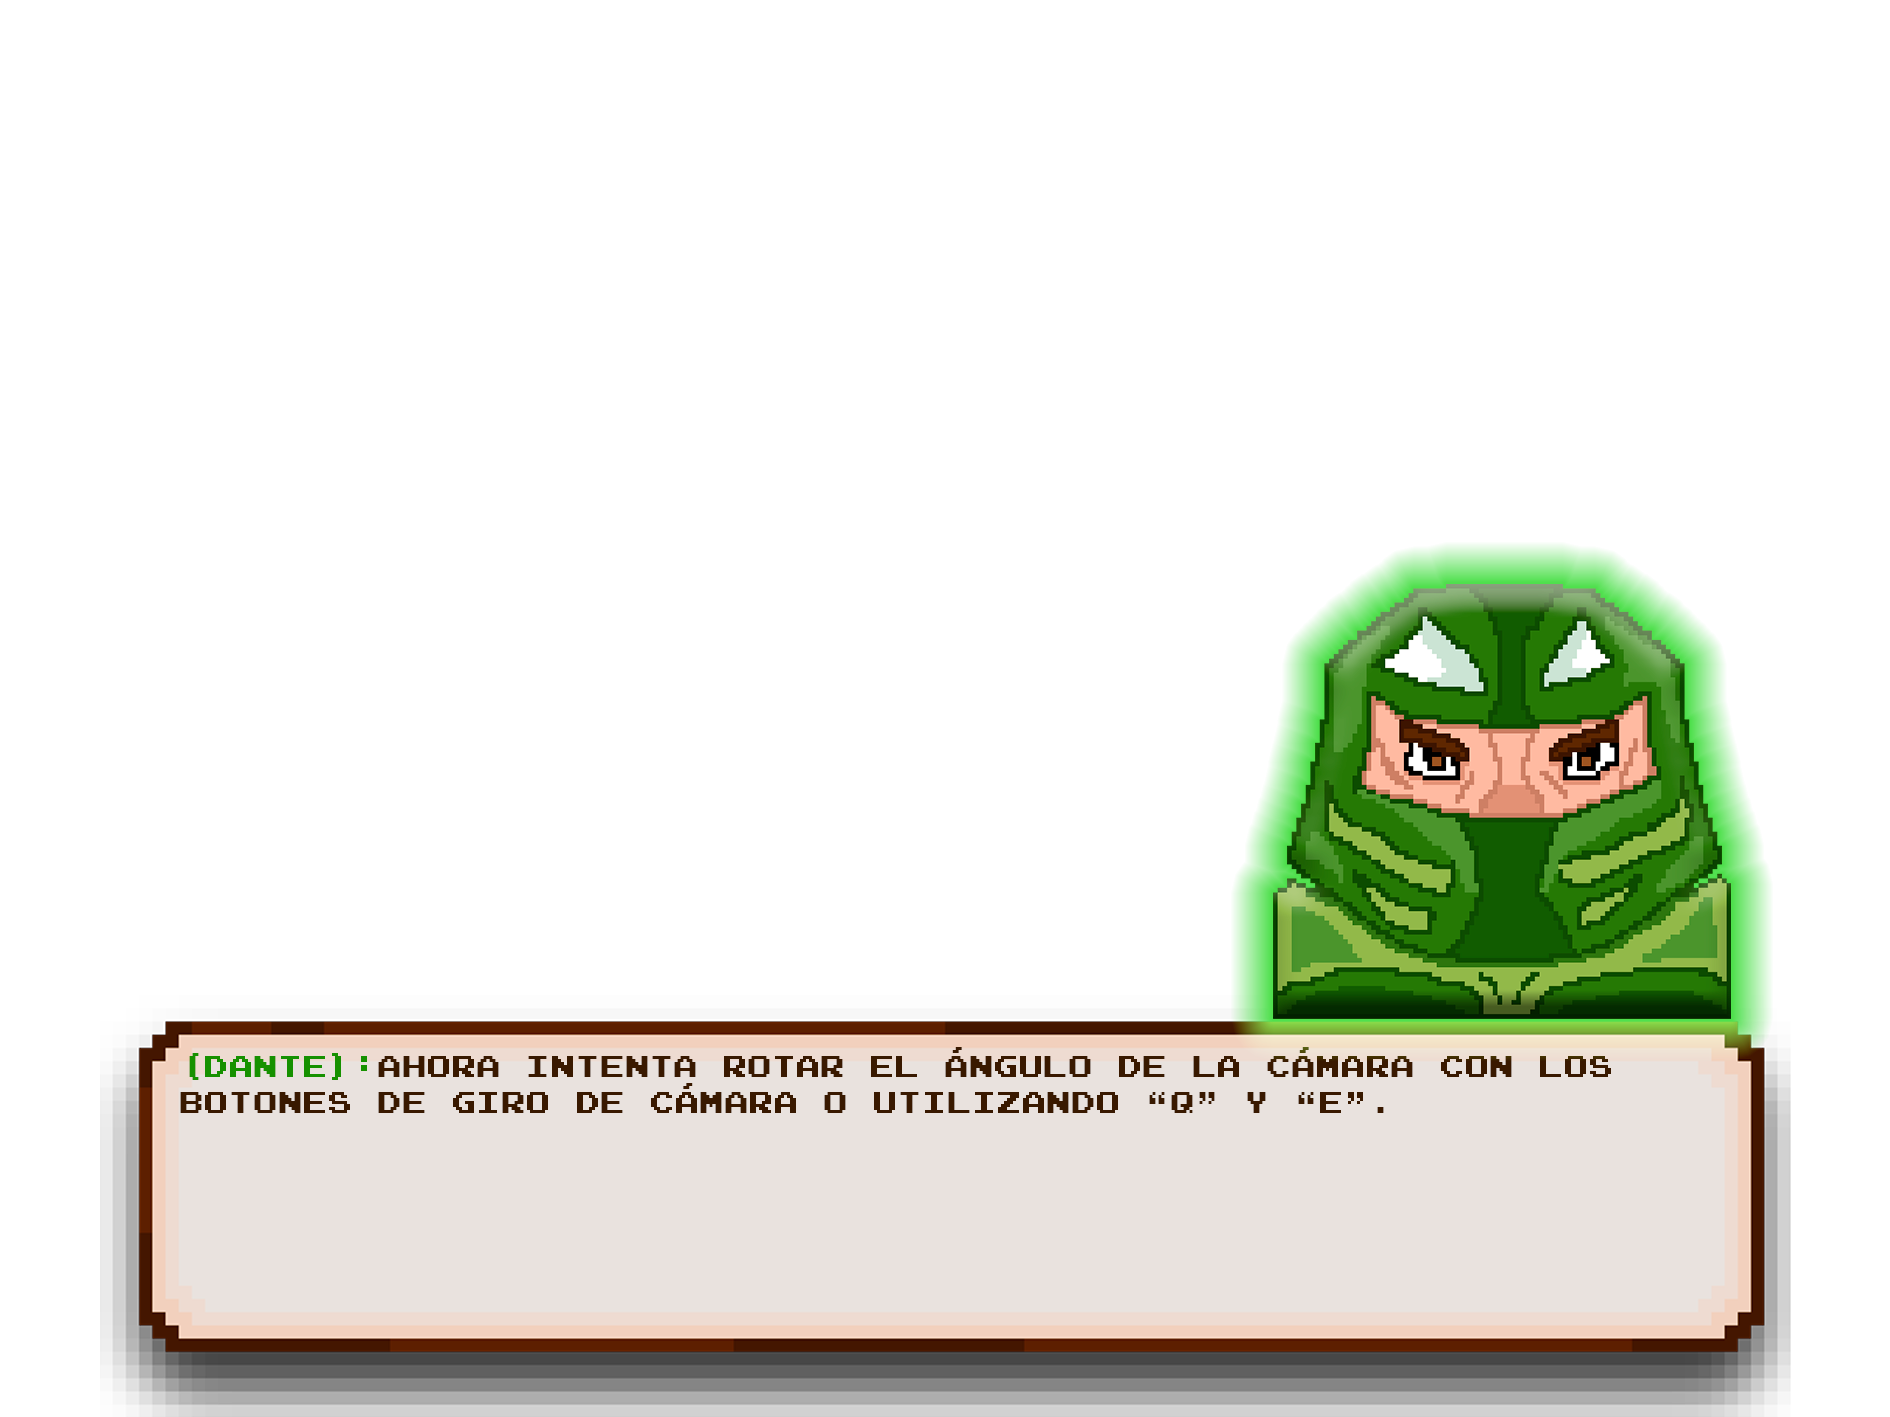 [DANTE]:AHORA INTENTA ROTAR EL ÁNGULO DE LA CÁMARA CON LOS
BOTONES DE GIRO DE CÁMARA O UTILIZANDO “Q” Y “E”.